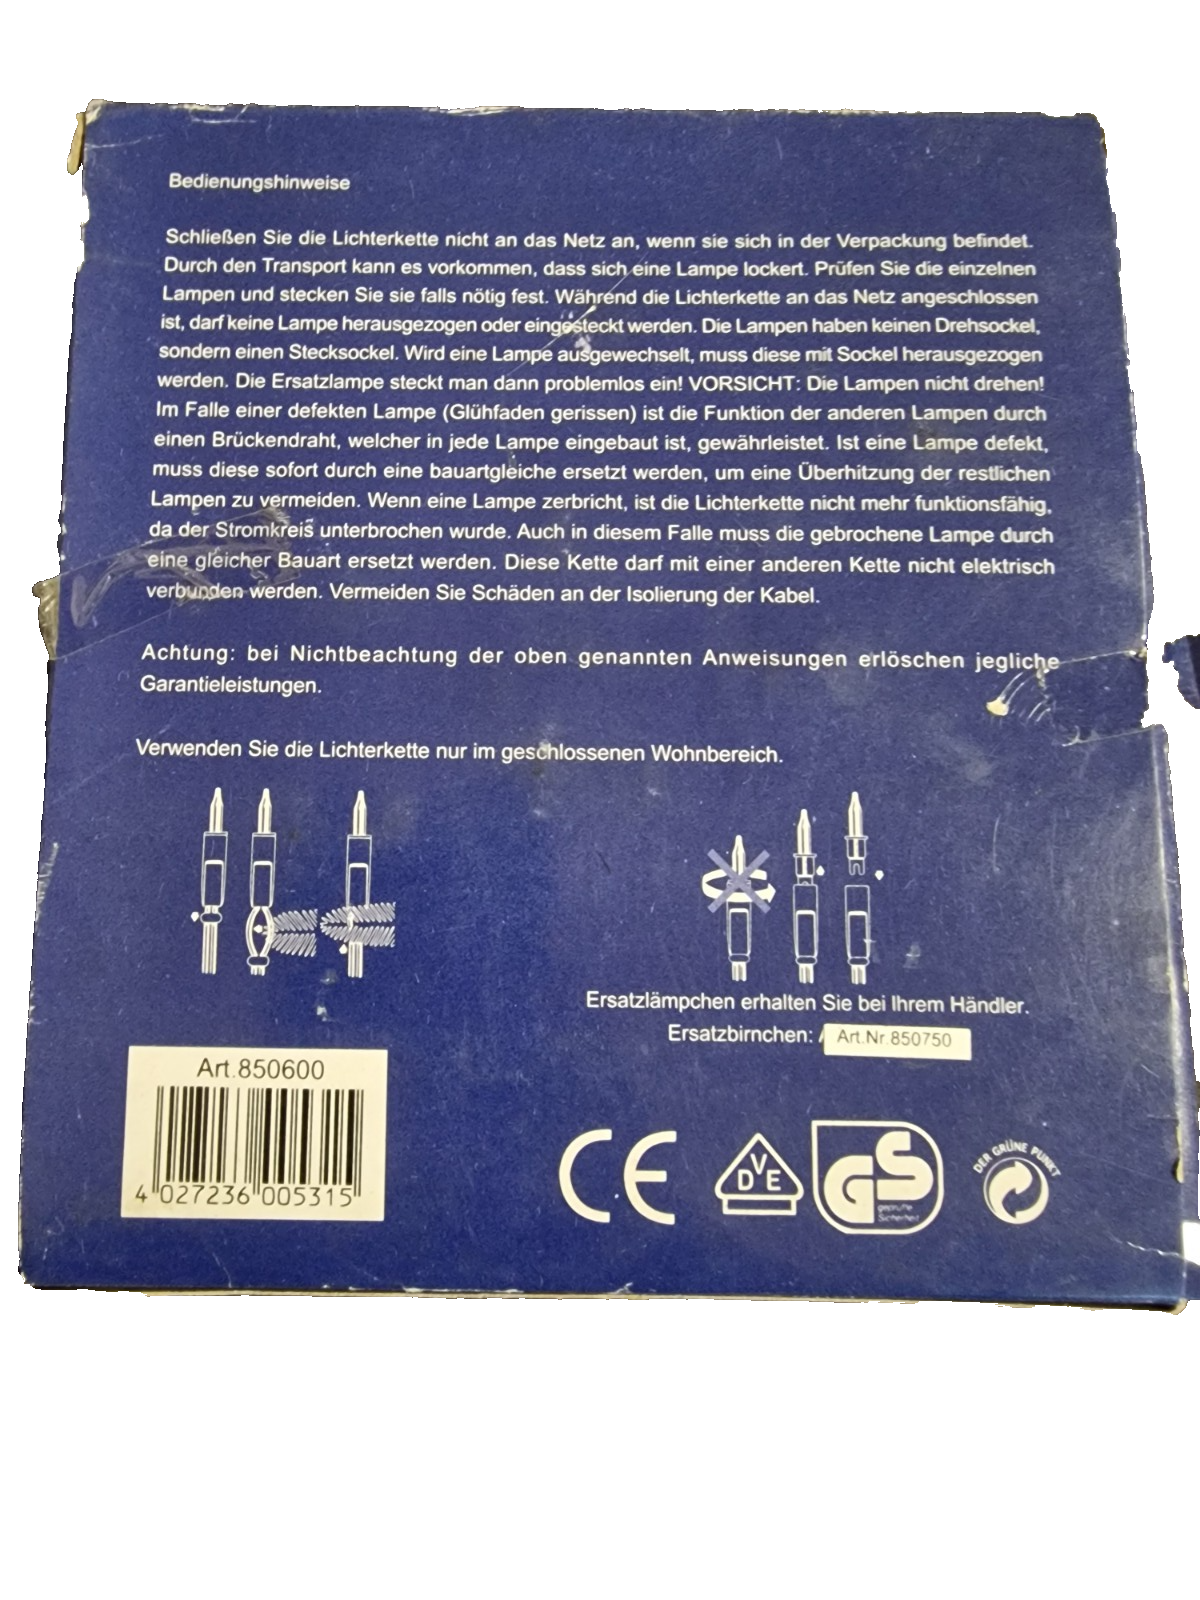 Bedienungshinweise
Schließen Sie die Lichterkette nicht an das Netz an, wenn sie sich in der Verpackung befindet.
Durch den Transport kann es vorkommen, dass sich eine Lampe lockert. Prüfen Sie die einzelnen
Lampen und stecken Sie sie falls nötig fest. Während die Lichterkette an das Netz angeschlossen
ist, darf keine Lampe herausgezogen oder eingesteckt werden. Die Lampen haben keinen Drehsockel,
sondern einen Stecksockel. Wird eine Lampe ausgewechselt, muss diese mit Sockel herausgezogen
werden. Die Ersatzlampe steckt man dann problemlos ein! VORSICHT: Die Lampen nicht drehen!
Im Falle einer defekten Lampe (Glühfaden gerissen) ist die Funktion der anderen Lampen durch
einen Brückendraht, welcher in jede Lampe eingebaut ist, gewährleistet. Ist eine Lampe defekt,
muss diese sofort durch eine bauartgleiche ersetzt werden, um eine Überhitzung der restlichen
Lampen zu vermeiden. Wenn eine Lampe zerbricht, ist die Lichterkette nicht mehr funktionsfähig,
da der Stromkreis unterbrochen wurde. Auch in diesem Falle muss die gebrochene Lampe durch
eine gleicher Bauart ersetzt werden. Diese Kette darf mit einer anderen Kette nicht elektrisch
verbunden werden. Vermeiden Sie Schäden an der Isolierung der Kabel.
Achtung: bei Nichtbeachtung der oben genannten Anweisungen erlöschen jegliche
Garantieleistungen.
Verwenden Sie die Lichterkette nur im geschlossenen Wohnbereich.
Ersatzlämpchen erhalten Sie bei Ihrem Händler.
Ersatzbirnchen: Art.Nr.850750
Art.850600
4 027236 005315
CE
DVE
GS
geprüfte
Sicherheit
DER GRÜNE PUNKT